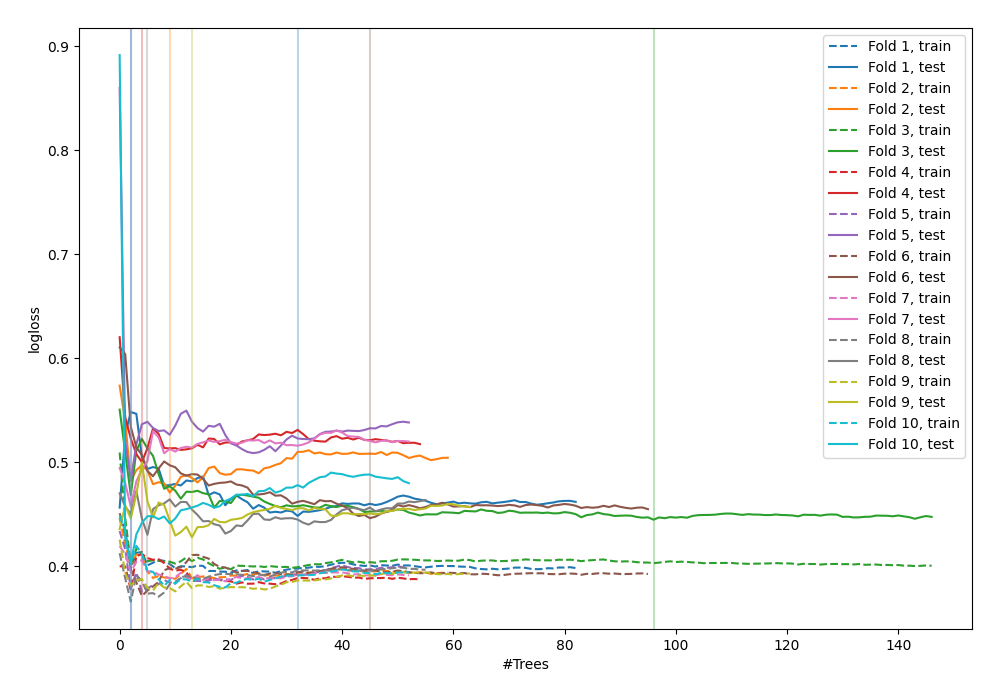 0.9
0.8
0.7
0.6
0.5
0.4
logloss
0
20
40
60
80
100
120
140
#Trees
Fold 1, train
Fold 1, test
Fold 2, train
Fold 2, test
Fold 3, train
Fold 3, test
Fold 4, train
Fold 4, test
Fold 5, train
Fold 5, test
Fold 6, train
Fold 6, test
Fold 7, train
Fold 7, test
Fold 8, train
Fold 8, test
Fold 9, train
Fold 9, test
Fold 10, train
Fold 10, test